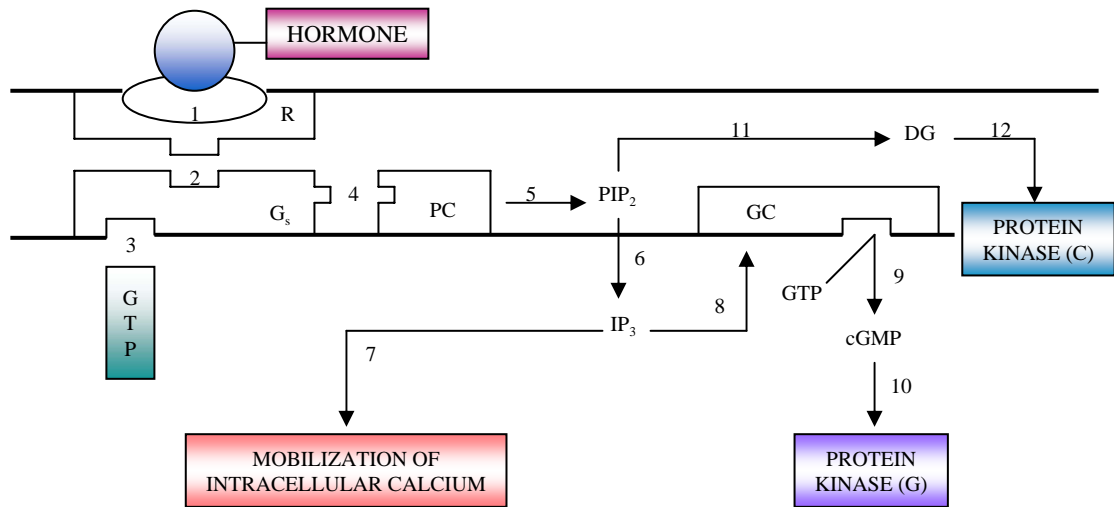 HORMONE
1
R
11
DG
12
2
4
5
PIP₂
Gₛ
PC
GC
3
6
PROTEIN
KINASE (C)
G
T
P
GTP
9
8
IP₃
7
cGMP
10
MOBILIZATION OF
INTRACELLULAR CALCIUM
PROTEIN
KINASE (G)